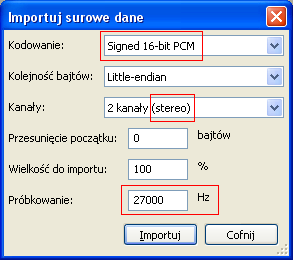 Importuj surowe dane
Kodowanie: Signed 16-bit PCM
Kolejność bajtów: Little-endian
Kanały: 2 kanały (stereo)
Przesunięcie początku: 0 bajtów
Wielkość do importu: 100 %
Próbkowanie: 27000 Hz
Importuj Cofnij